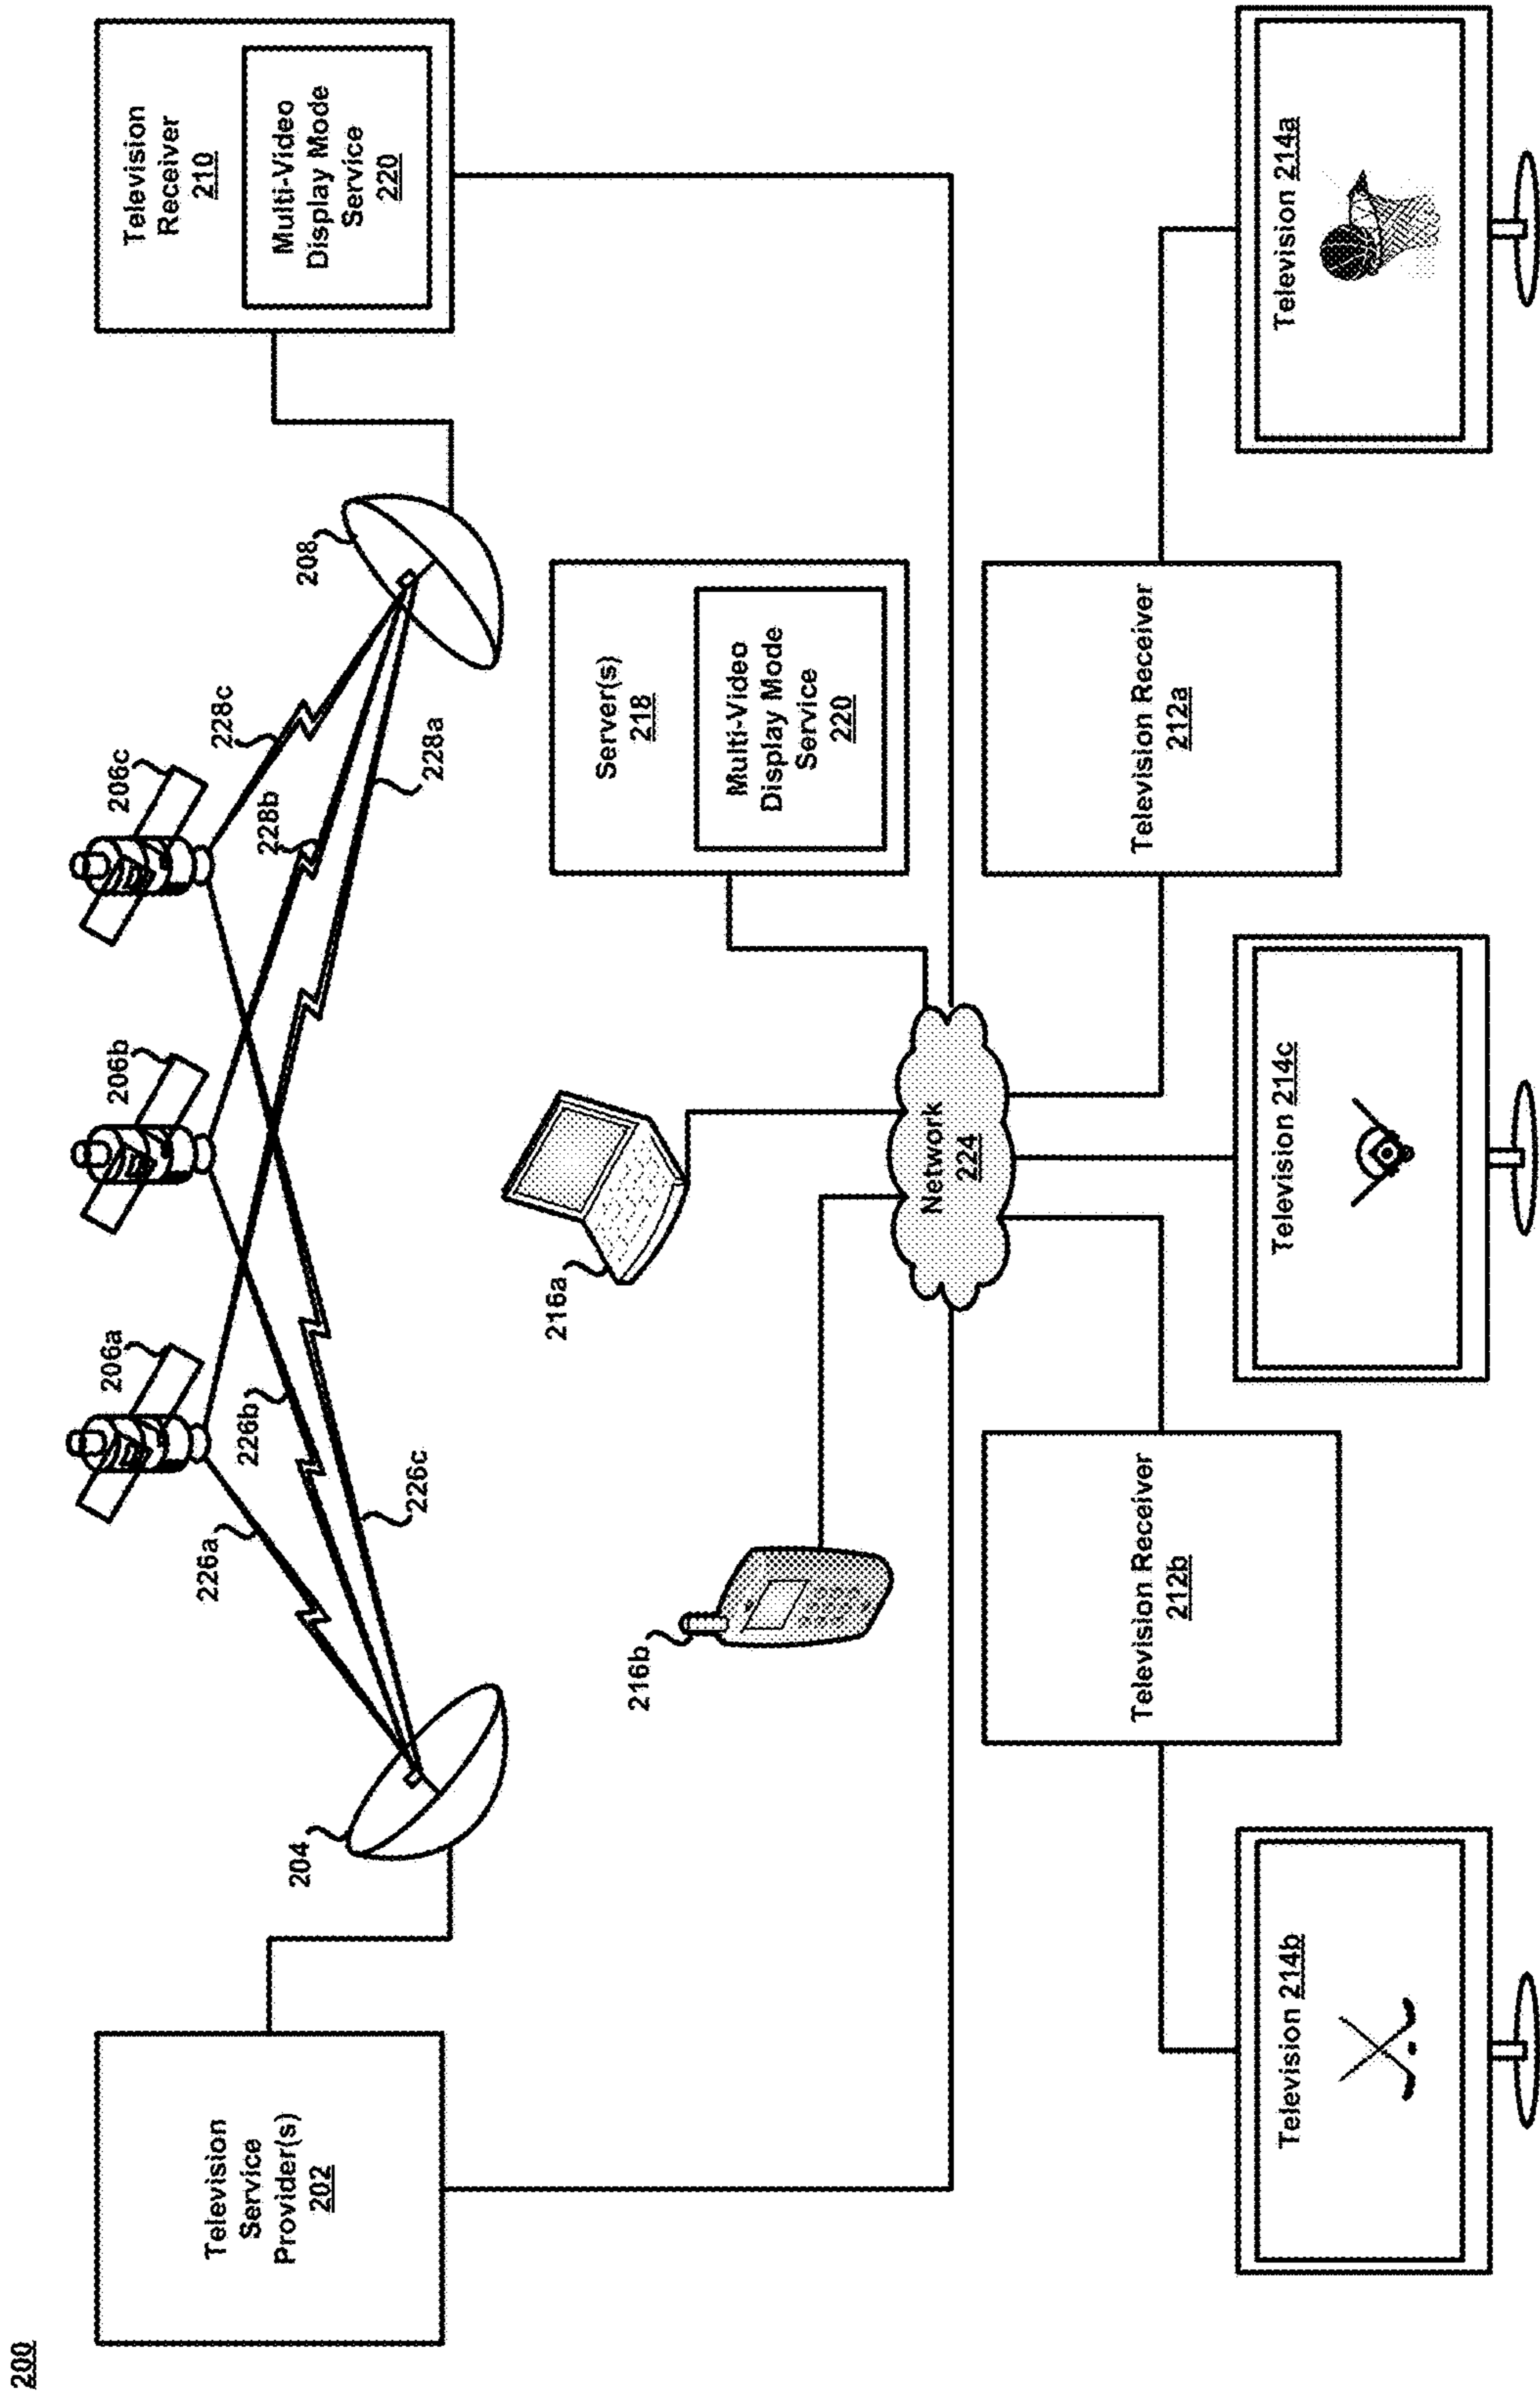 200
Television
Service
Provider(s)
202
204
226a
226b
226c
206a
206b
206c
228c
228b
228a
208
Television
Receiver
210
Multi-Video
Display Mode
Service
220
216b
216a
Server(s)
218
Multi-Video
Display Mode
Service
220
Network
224
Television Receiver
212b
Television Receiver
212a
Television 214b
Television 214c
Television 214a